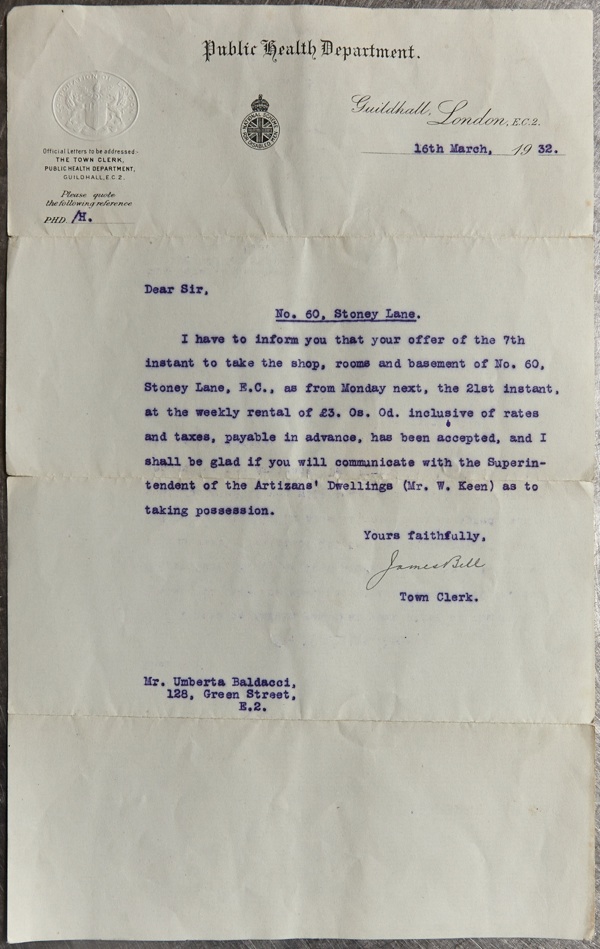 Public Health Department.
Guildhall, London, E.C.2.
16th March, 1932.
NATIONAL SCHEME
FOR DISABLED MEN
Official Letters to be addressed:-
THE TOWN CLERK,
PUBLIC HEALTH DEPARTMENT,
GUILDHALL, E.C.2.
Please quote
the following reference
PHD./H.
Dear Sir,
No. 60, Stoney Lane.
I have to inform you that your offer of the 7th
instant to take the shop, rooms and basement of No. 60,
Stoney Lane, E.C., as from Monday next, the 21st instant,
at the weekly rental of £3. 0s. 0d. inclusive of rates
and taxes, payable in advance, has been accepted, and I
shall be glad if you will communicate with the Superin-
tendent of the Artizans' Dwellings (Mr. W. Keen) as to
taking possession.
Yours faithfully,
James Bell
Town Clerk.
Mr. Umberta Baldacci,
128, Green Street,
E.2.